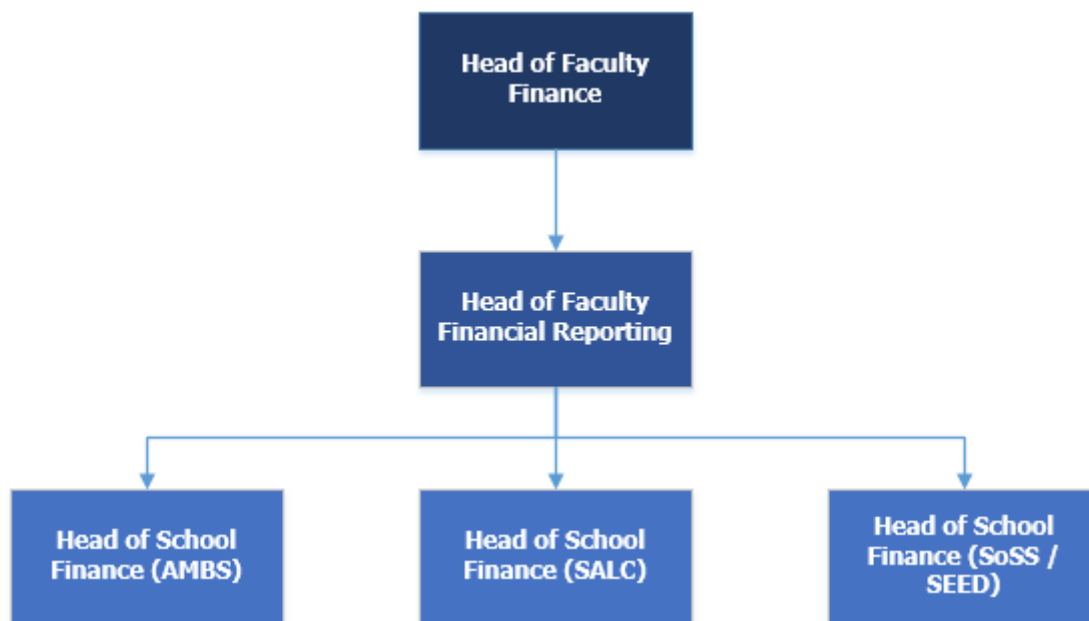 Head of Faculty
Finance
Head of Faculty
Financial Reporting
Head of School
Finance (AMBS)
Head of School
Finance (SALC)
Head of School
Finance (SoSS /
SEED)